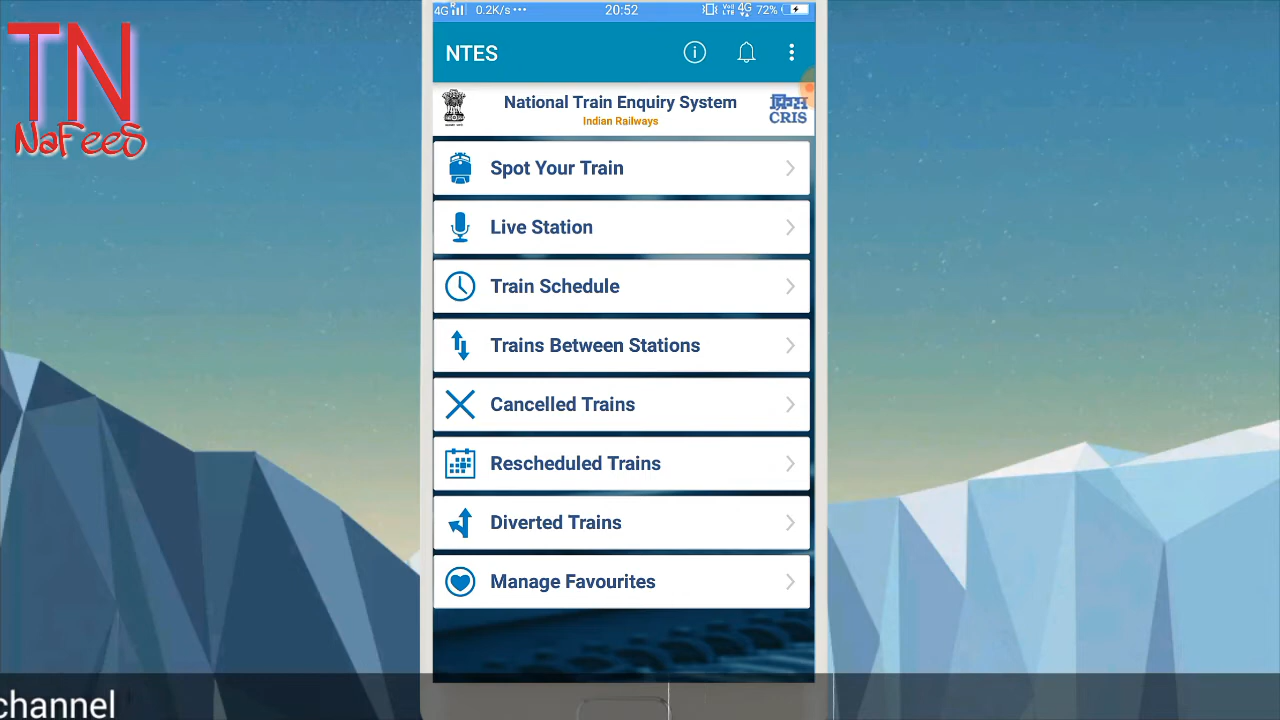 TN
NaFeeS
4G R 0.2K/s ••• 20:52 VoLTE 4G 72%
NTES
National Train Enquiry System
Indian Railways
क्रिस
CRIS
Spot Your Train
Live Station
Train Schedule
Trains Between Stations
Cancelled Trains
Rescheduled Trains
Diverted Trains
Manage Favourites
channel